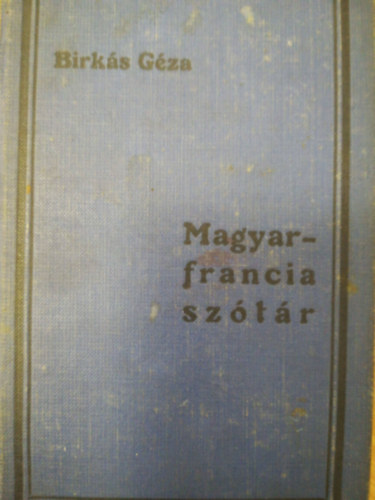 Birkás Géza
Magyar-
francia
szótár